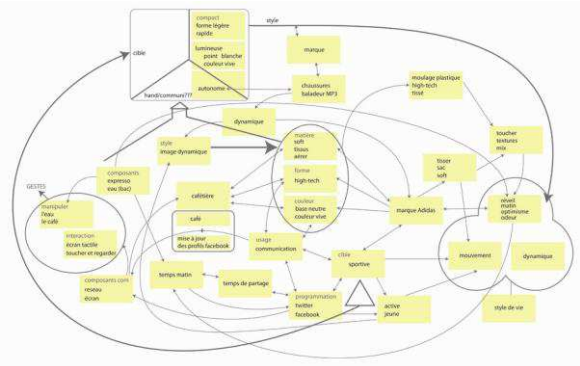 compact
forme légère
rapide
style
lumineuse
point blanche
couleur vive
cible
marque
autonome
hand/communs???
chaussures
baladeur MP3
moulage plastique
high-tech
tissé
dynamique
style
image dynamique
matière
soft
tissus
aimer
toucher
textures
mix
composants
expresso
eau (bac)
tisser
sac
soft
forme
high-tech
GESTES
manipuler
l'eau
le café
cafetière
couleur
base neutre
couleur vive
marque Adidas
réveil
matin
optimisme
odeur
café
mise à jour
des profils facebook
interaction
écran tactile
toucher et regarder
usage
communication
cible
sportive
mouvement
dynamique
composants com
reseau
écran
temps matin
temps de partage
programmation
twitter
facebook
active
jeune
style de vie